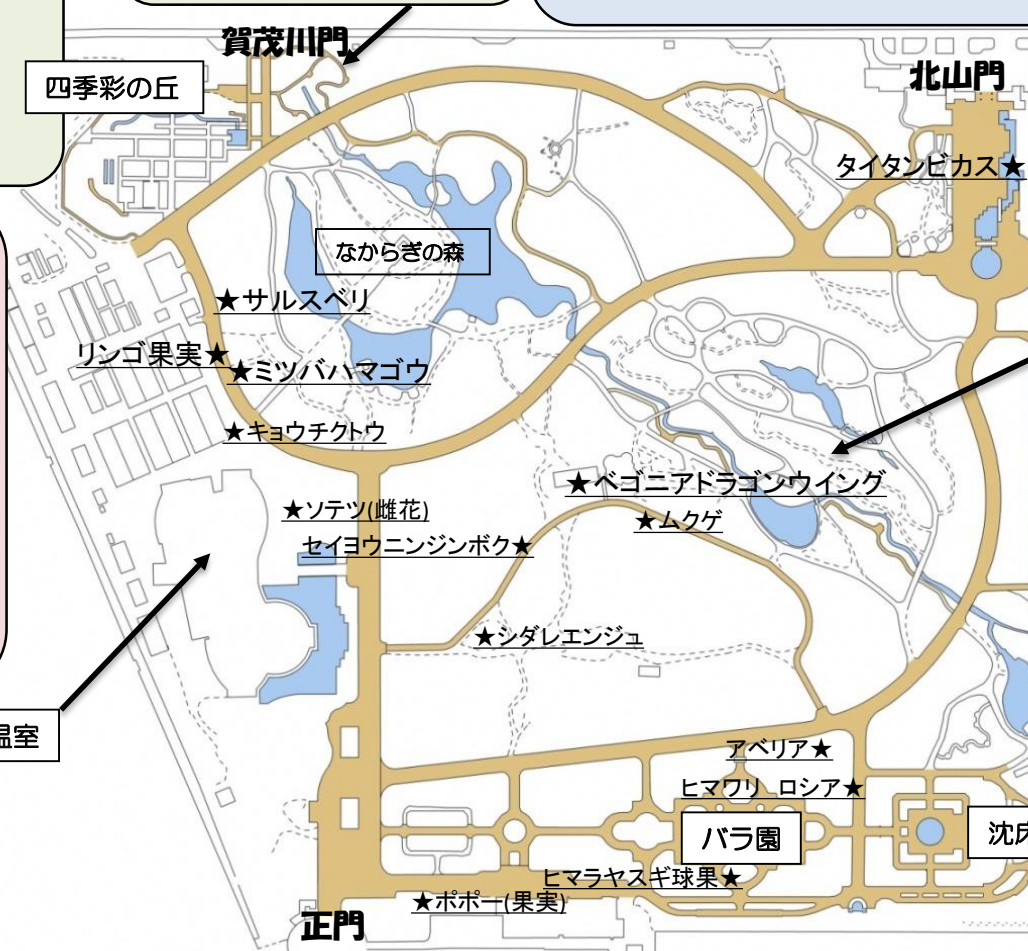 賀茂川門
四季彩の丘
北山門
タイタンビカス★
なからぎの森
★サルスベリ
リンゴ果実★
★ミツバハマゴウ
★キョウチクトウ
★ベゴニアドラゴンウイング
★ソテツ(雌花)
★ムクゲ
セイヨウニンジンボク★
★シダレエンジュ
温室
アベリア★
ヒマワリ ロシア★
バラ園
沈床
ヒマラヤスギ球果★
★ポポー(果実)
正門